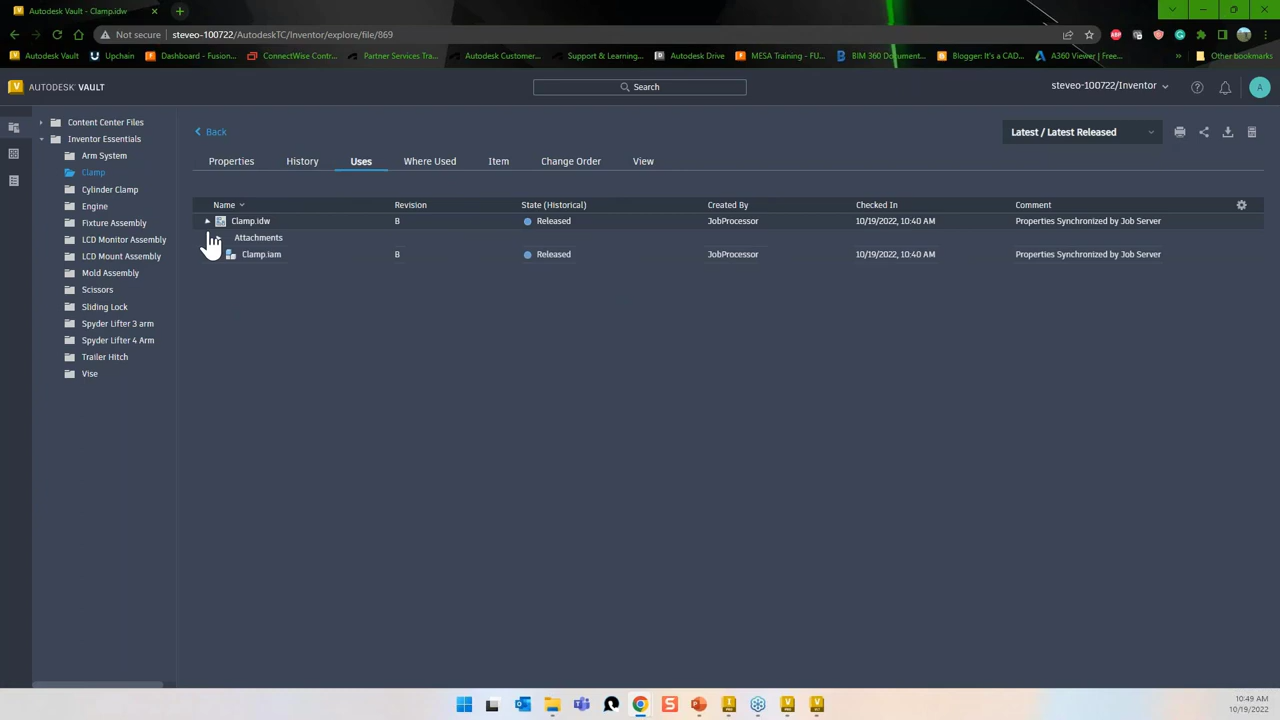 Autodesk Vault - Clamp.idw
Not secure steveo-100722/AutodeskTC/Inventor/explore/file/869
Autodesk Vault Upchain Dashboard - Fusion... ConnectWise Contr... Partner Services Tra... Autodesk Customer... Support & Learning... Autodesk Drive MESA Training - FU... BIM 360 Document... Blogger: It's a CAD... A360 Viewer | Free... » Other bookmarks
AUTODESK VAULT
Search
steveo-100722/Inventor
A
Content Center Files
Inventor Essentials
Arm System
Clamp
Cylinder Clamp
Engine
Fixture Assembly
LCD Monitor Assembly
LCD Mount Assembly
Mold Assembly
Scissors
Sliding Lock
Spyder Lifter 3 arm
Spyder Lifter 4 Arm
Trailer Hitch
Vise
Back
Latest / Latest Released
Properties History Uses Where Used Item Change Order View
Name Revision State (Historical) Created By Checked In Comment
Clamp.idw B Released JobProcessor 10/19/2022, 10:40 AM Properties Synchronized by Job Server
Attachments
Clamp.iam B Released JobProcessor 10/19/2022, 10:40 AM Properties Synchronized by Job Server
10:49 AM
10/19/2022